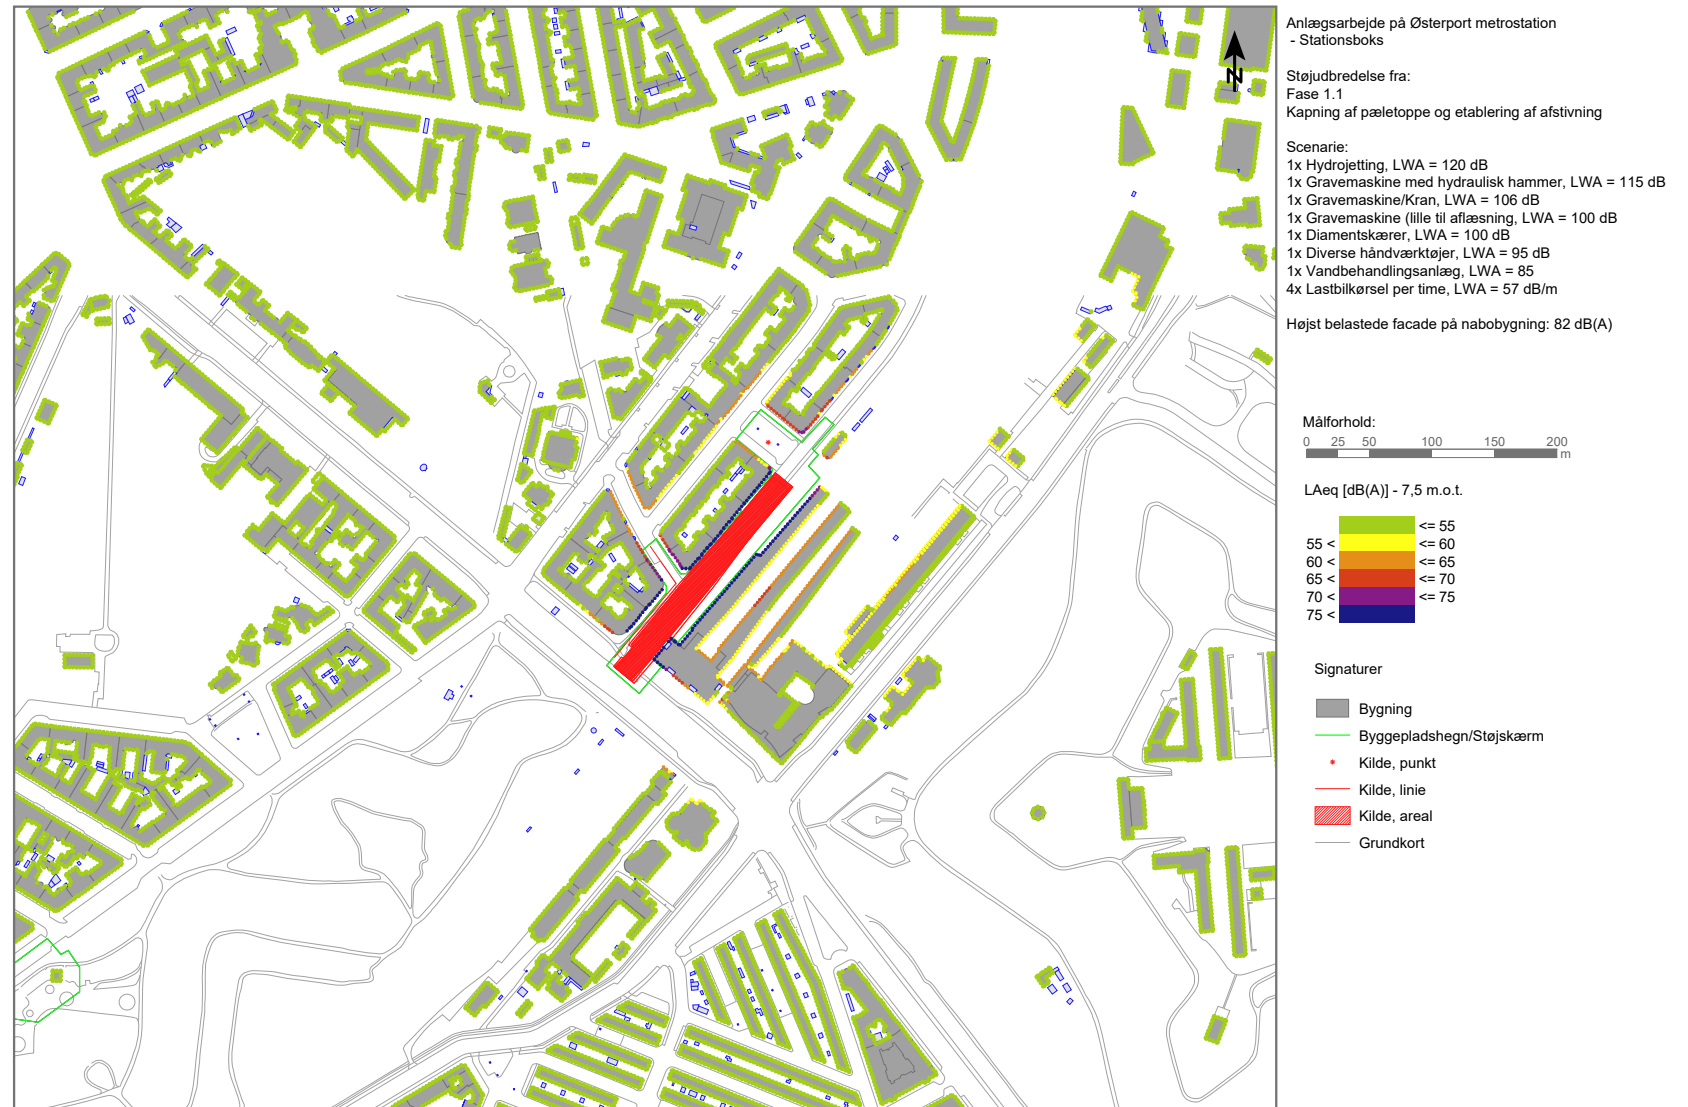 Anlægsarbejde på Østerport metrostation
- Stationsboks
Støjudbredelse fra:
Fase 1.1
Kapning af pæletoppe og etablering af afstivning
Scenarie:
1x Hydrojetting, LWA = 120 dB
1x Gravemaskine med hydraulisk hammer, LWA = 115 dB
1x Gravemaskine/Kran, LWA = 106 dB
1x Gravemaskine (lille til aflæsning, LWA = 100 dB
1x Diamentskærer, LWA = 100 dB
1x Diverse håndværktøjer, LWA = 95 dB
1x Vandbehandlingsanlæg, LWA = 85
4x Lastbilkørsel per time, LWA = 57 dB/m
Højst belastede facade på nabobygning: 82 dB(A)
N
Målforhold:
0 25 50 100 150 200
m
LAeq [dB(A)] - 7,5 m.o.t.
<= 55
55 < <= 60
60 < <= 65
65 < <= 70
70 < <= 75
75 <
Signaturer
Bygning
Byggepladshegn/Støjskærm
Kilde, punkt
Kilde, linie
Kilde, areal
Grundkort